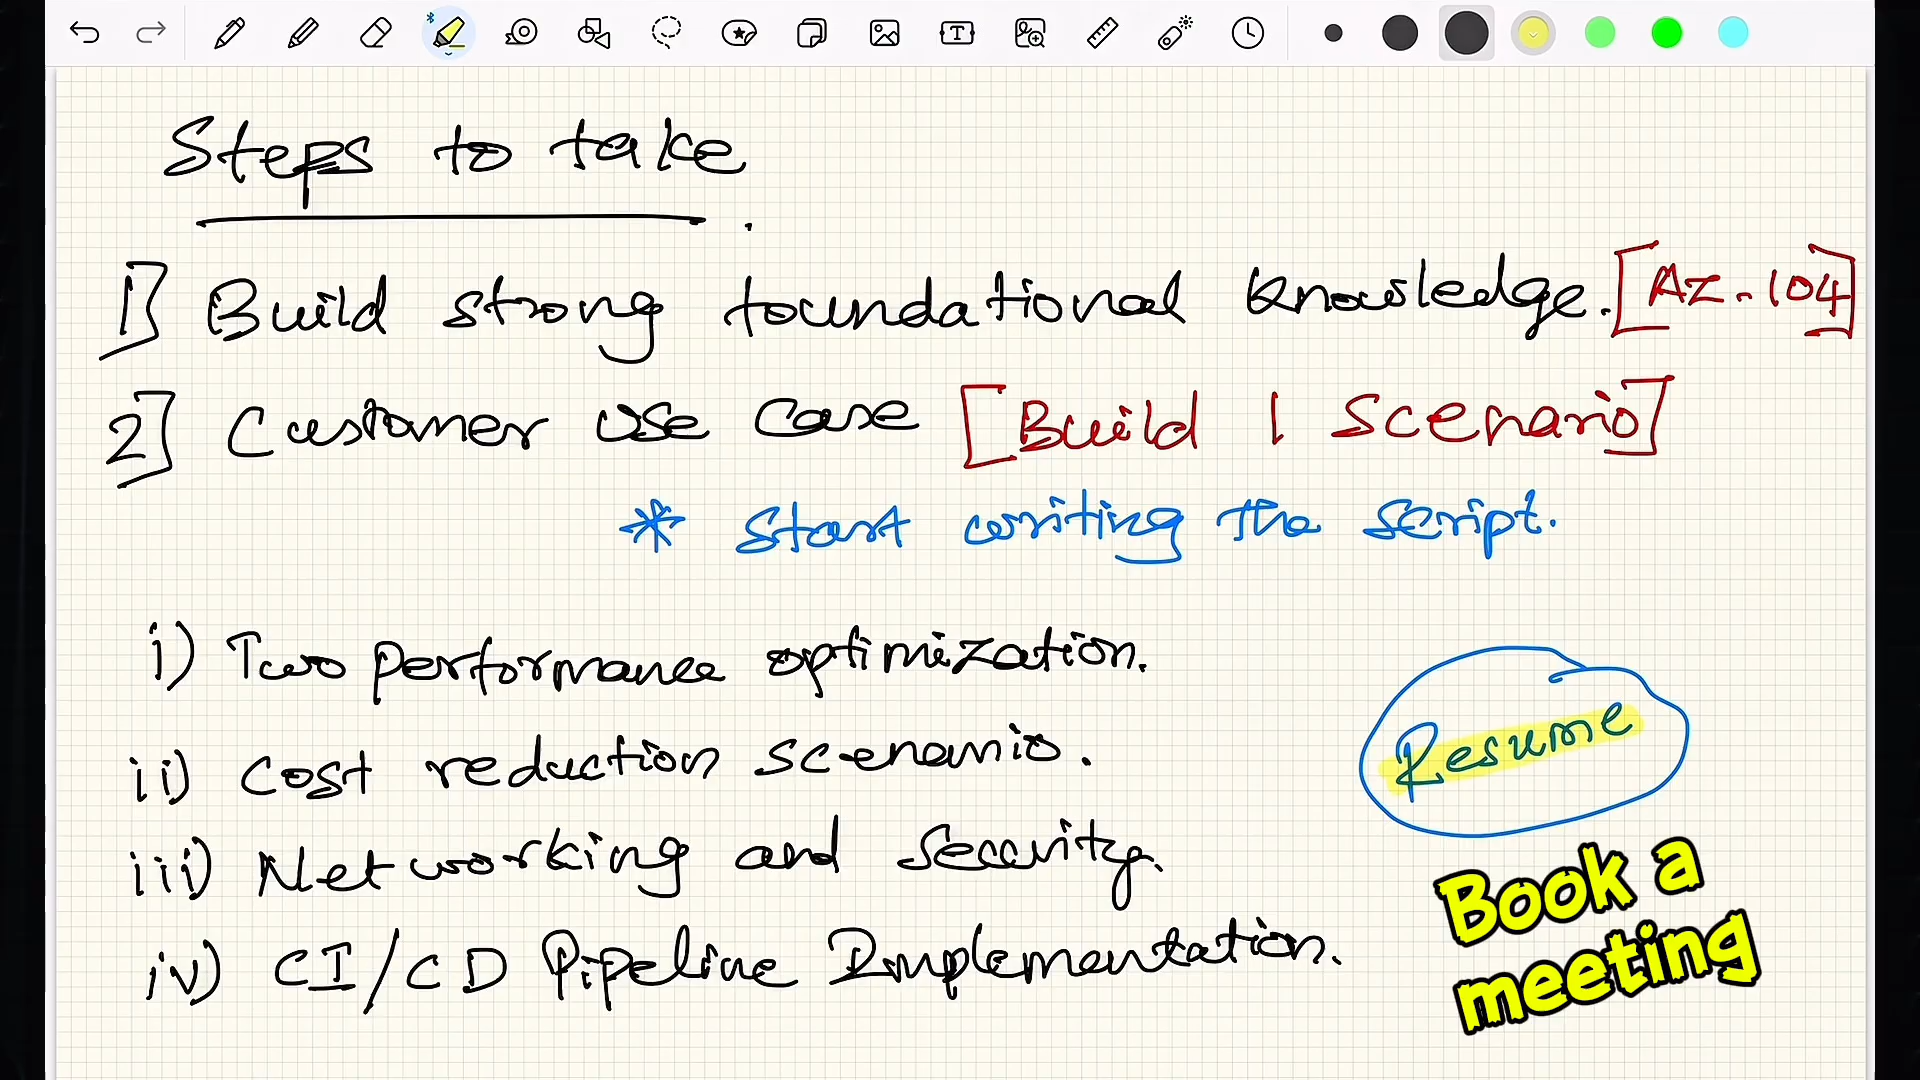 Steps to take.
1] Build strong foundational knowledge. [Az-104]
2] Customer use case [Build 1 scenario]
* start writing the script.
i) Two performance optimization.
ii) Cost reduction scenario.
iii) Networking and security.
iv) CI/CD Pipeline Implementation.
Resume
Book a
meeting